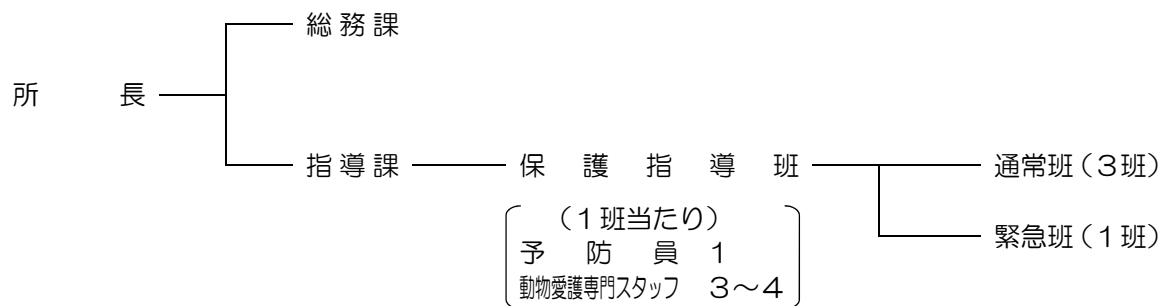 総務課
所長
指導課
保護指導班
通常班(3班)
(1班当たり)
予防員 1
動物愛護専門スタッフ 3~4
緊急班(1班)